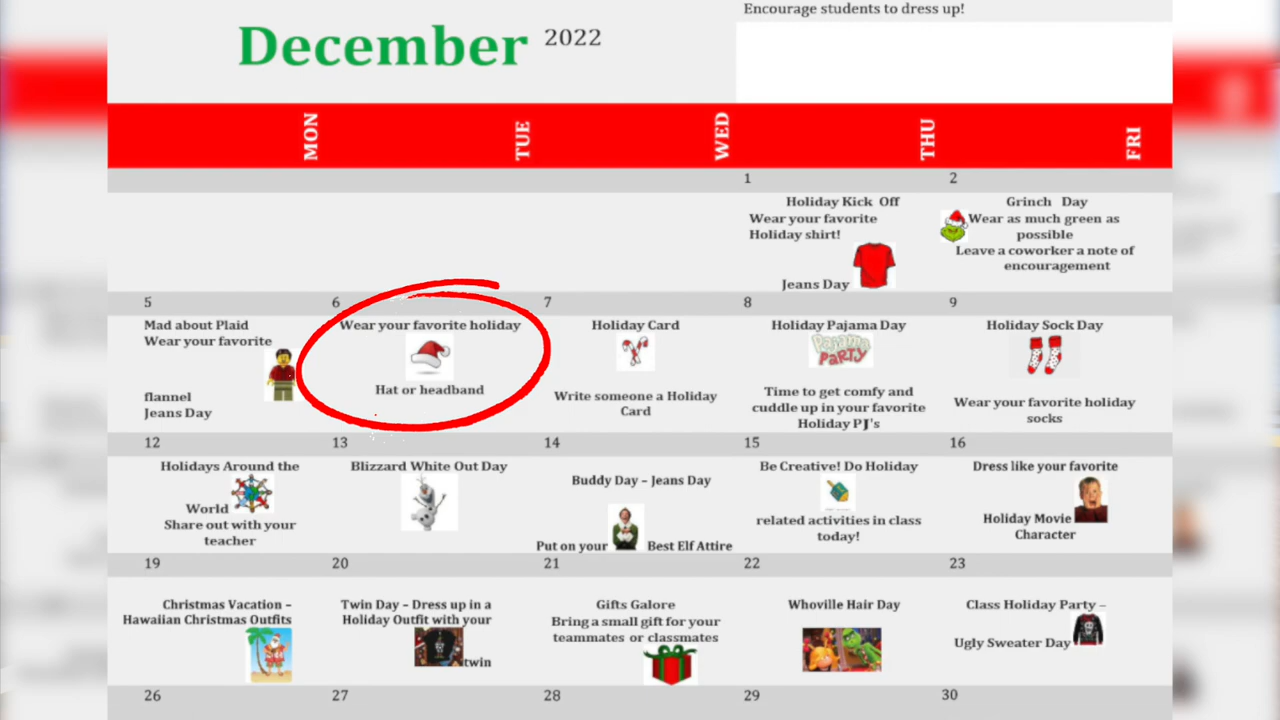 Encourage students to dress up!
December 2022
MON TUE WED THU FRI
1 2
Holiday Kick Off
Wear your favorite
Holiday shirt!
Jeans Day
Grinch Day
Wear as much green as
possible
Leave a coworker a note of
encouragement
5 6 7 8 9
Mad about Plaid
Wear your favorite
flannel
Jeans Day
Wear your favorite holiday
Hat or headband
Holiday Card
Write someone a Holiday
Card
Holiday Pajama Day
Pajama
PARTY
Time to get comfy and
cuddle up in your favorite
Holiday PJ's
Holiday Sock Day
Wear your favorite holiday
socks
12 13 14 15 16
Holidays Around the
World
Share out with your
teacher
Blizzard White Out Day
Buddy Day – Jeans Day
Put on your Best Elf Attire
Be Creative! Do Holiday
related activities in class
today!
Dress like your favorite
Holiday Movie
Character
19 20 21 22 23
Christmas Vacation –
Hawaiian Christmas Outfits
Twin Day – Dress up in a
Holiday Outfit with your
twin
Gifts Galore
Bring a small gift for your
teammates or classmates
Whoville Hair Day
Class Holiday Party –
Ugly Sweater Day
26 27 28 29 30